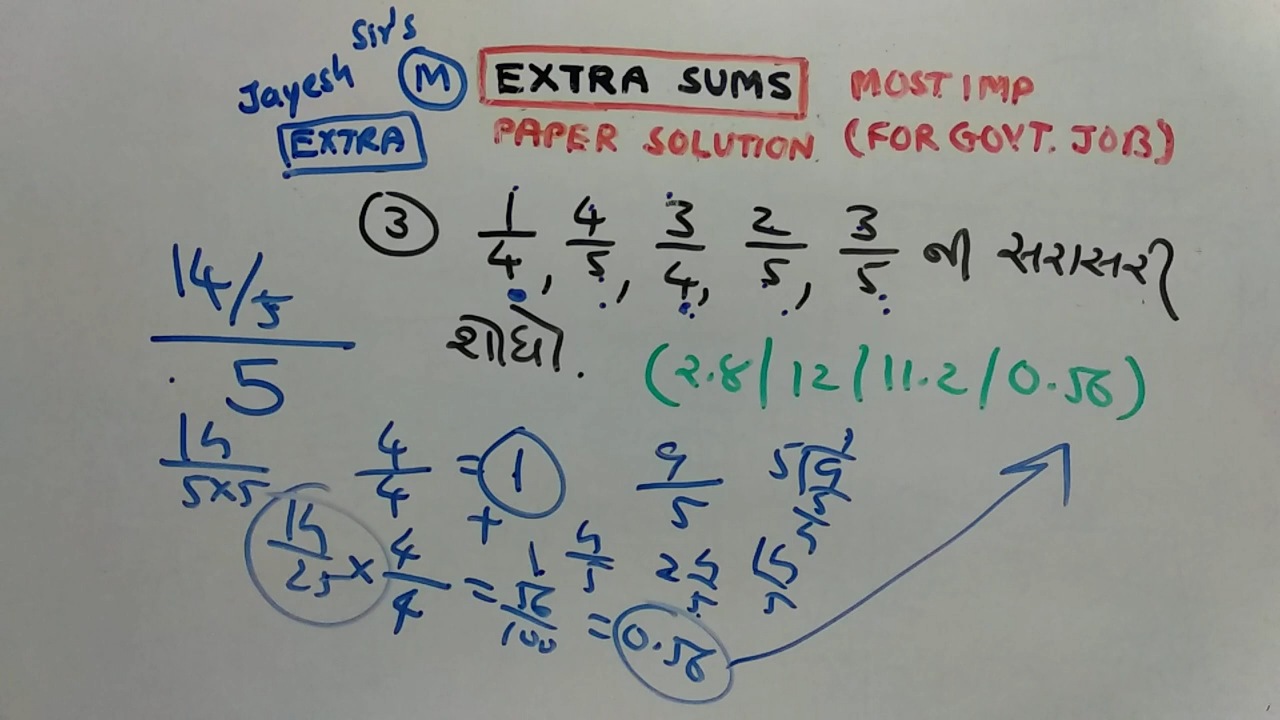 Jayesh Sir's M EXTRA SUMS MOST IMP
EXTRA PAPER SOLUTION (FOR GOVT. JOB)
3 1/4, 4/5, 3/4, 2/5, 3/5 ની સરાસરી
શોધો. (2.8/12/11.2/0.56)
14/5
5
14/5×5 4/4 = 1 9/5
+
14/25 × 4/4 = 56/100 = 0.56